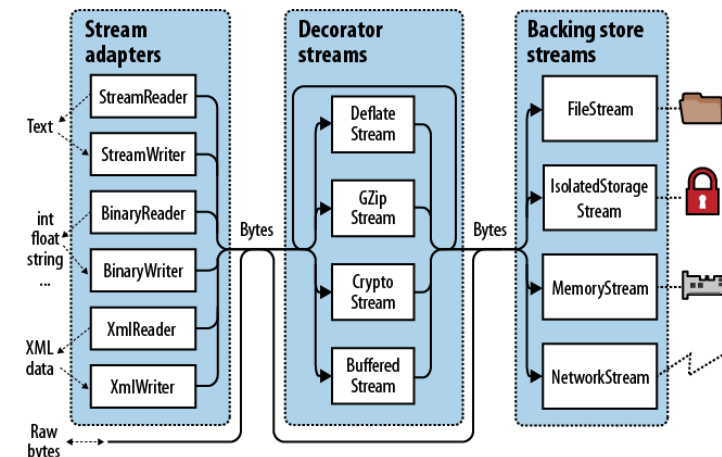 Stream
adapters
Decorator
streams
Backing store
streams
StreamReader
StreamWriter
BinaryReader
BinaryWriter
XmlReader
XmlWriter
Text
int
float
string
...
XML
data
Raw
bytes
Bytes
Deflate
Stream
GZip
Stream
Crypto
Stream
Buffered
Stream
Bytes
FileStream
IsolatedStorage
Stream
MemoryStream
NetworkStream